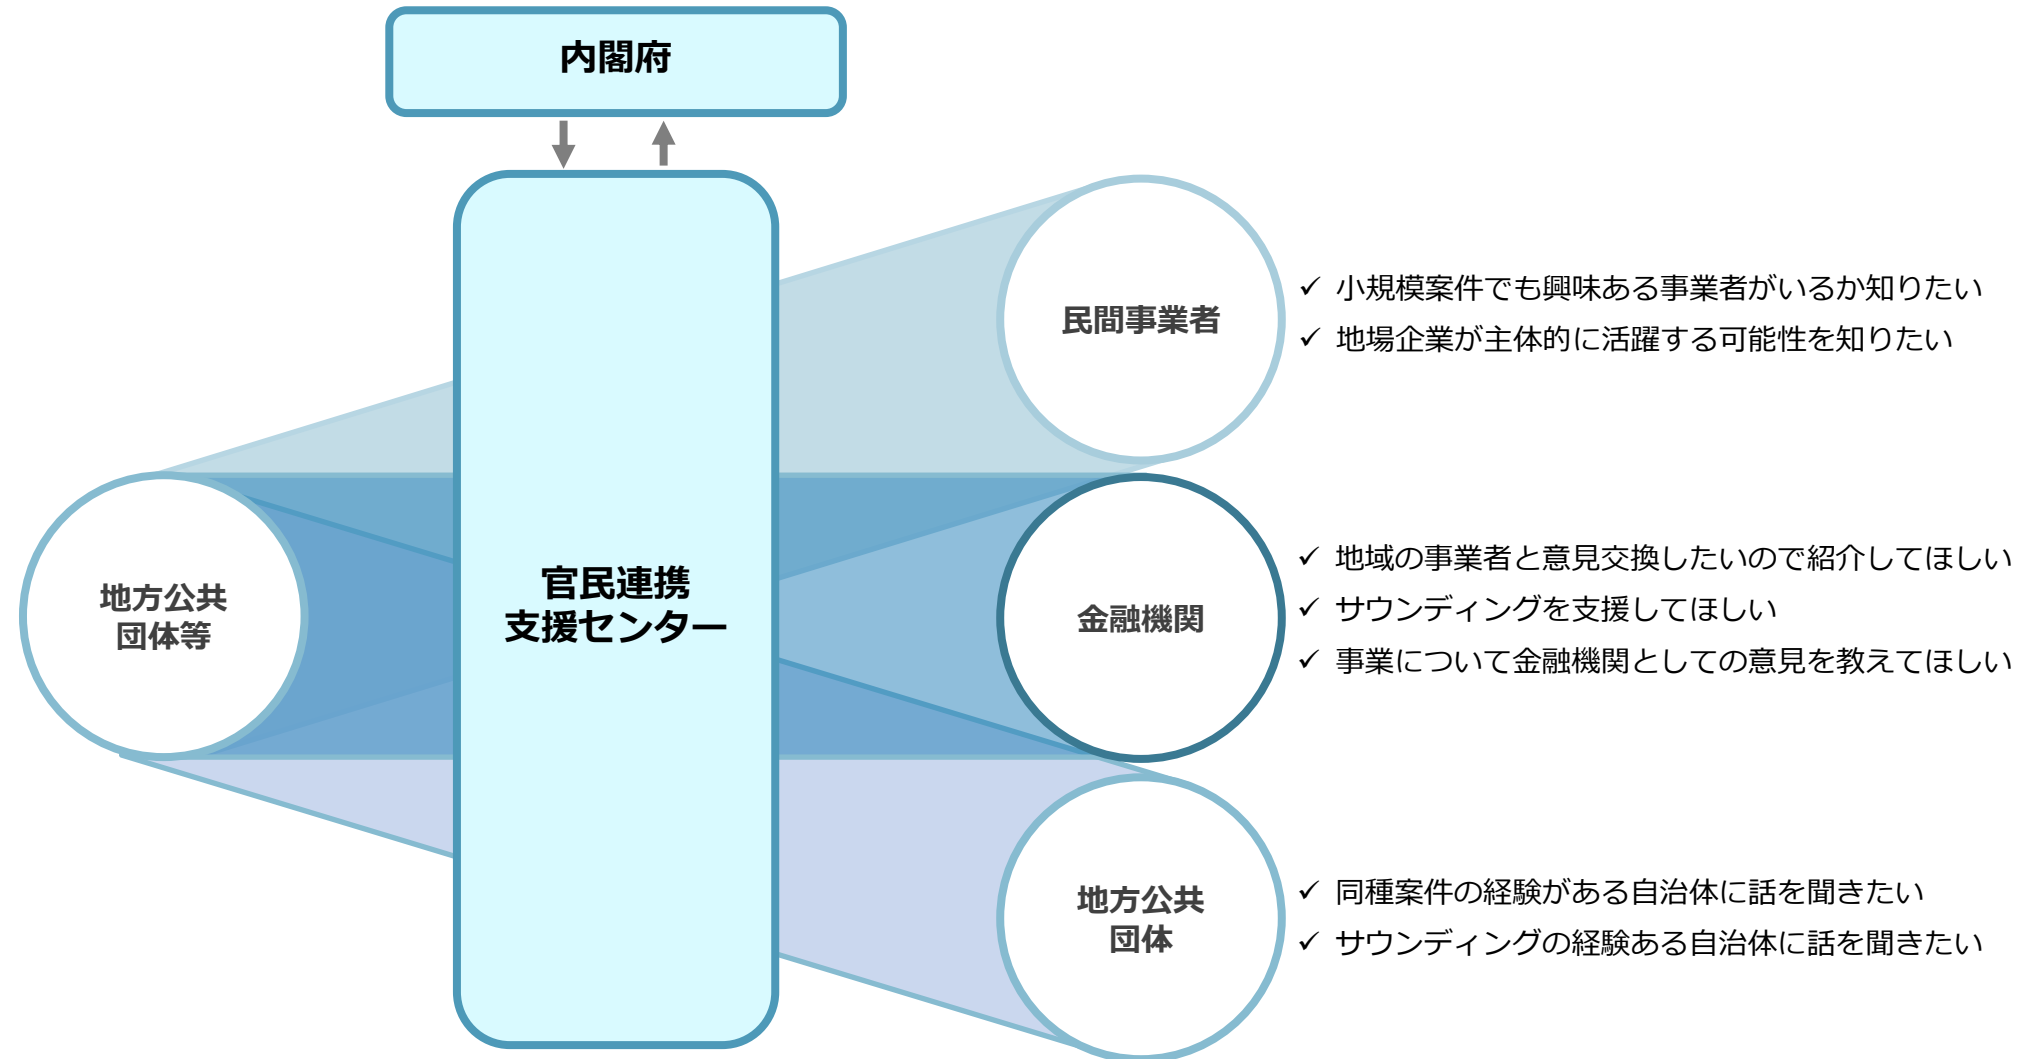 内閣府
官民連携
支援センター
地方公共
団体等
民間事業者
✓ 小規模案件でも興味ある事業者がいるか知りたい
✓ 地場企業が主体的に活躍する可能性を知りたい
金融機関
✓ 地域の事業者と意見交換したいので紹介してほしい
✓ サウンディングを支援してほしい
✓ 事業について金融機関としての意見を教えてほしい
地方公共
団体
✓ 同種案件の経験がある自治体に話を聞きたい
✓ サウンディングの経験ある自治体に話を聞きたい